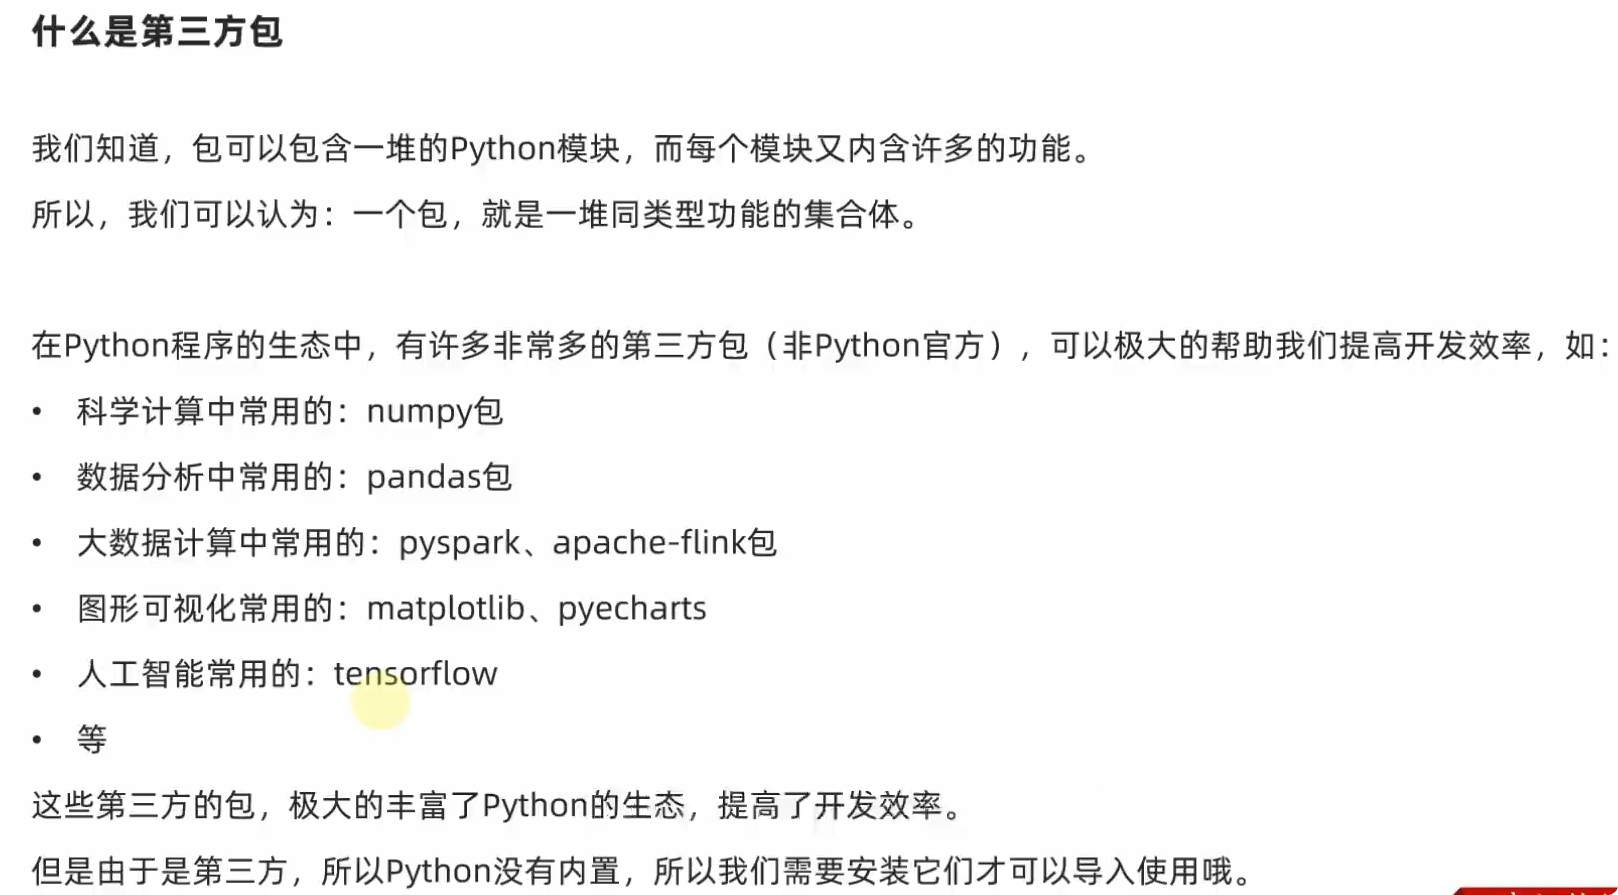 什么是第三方包
我们知道，包可以包含一堆的Python模块，而每个模块又内含许多的功能。
所以，我们可以认为：一个包，就是一堆同类型功能的集合体。
在Python程序的生态中，有许多非常多的第三方包（非Python官方），可以极大的帮助我们提高开发效率，如：
• 科学计算中常用的：numpy包
• 数据分析中常用的：pandas包
• 大数据计算中常用的：pyspark、apache-flink包
• 图形可视化常用的：matplotlib、pyecharts
• 人工智能常用的：tensorflow
• 等
这些第三方的包，极大的丰富了Python的生态，提高了开发效率。
但是由于是第三方，所以Python没有内置，所以我们需要安装它们才可以导入使用哦。